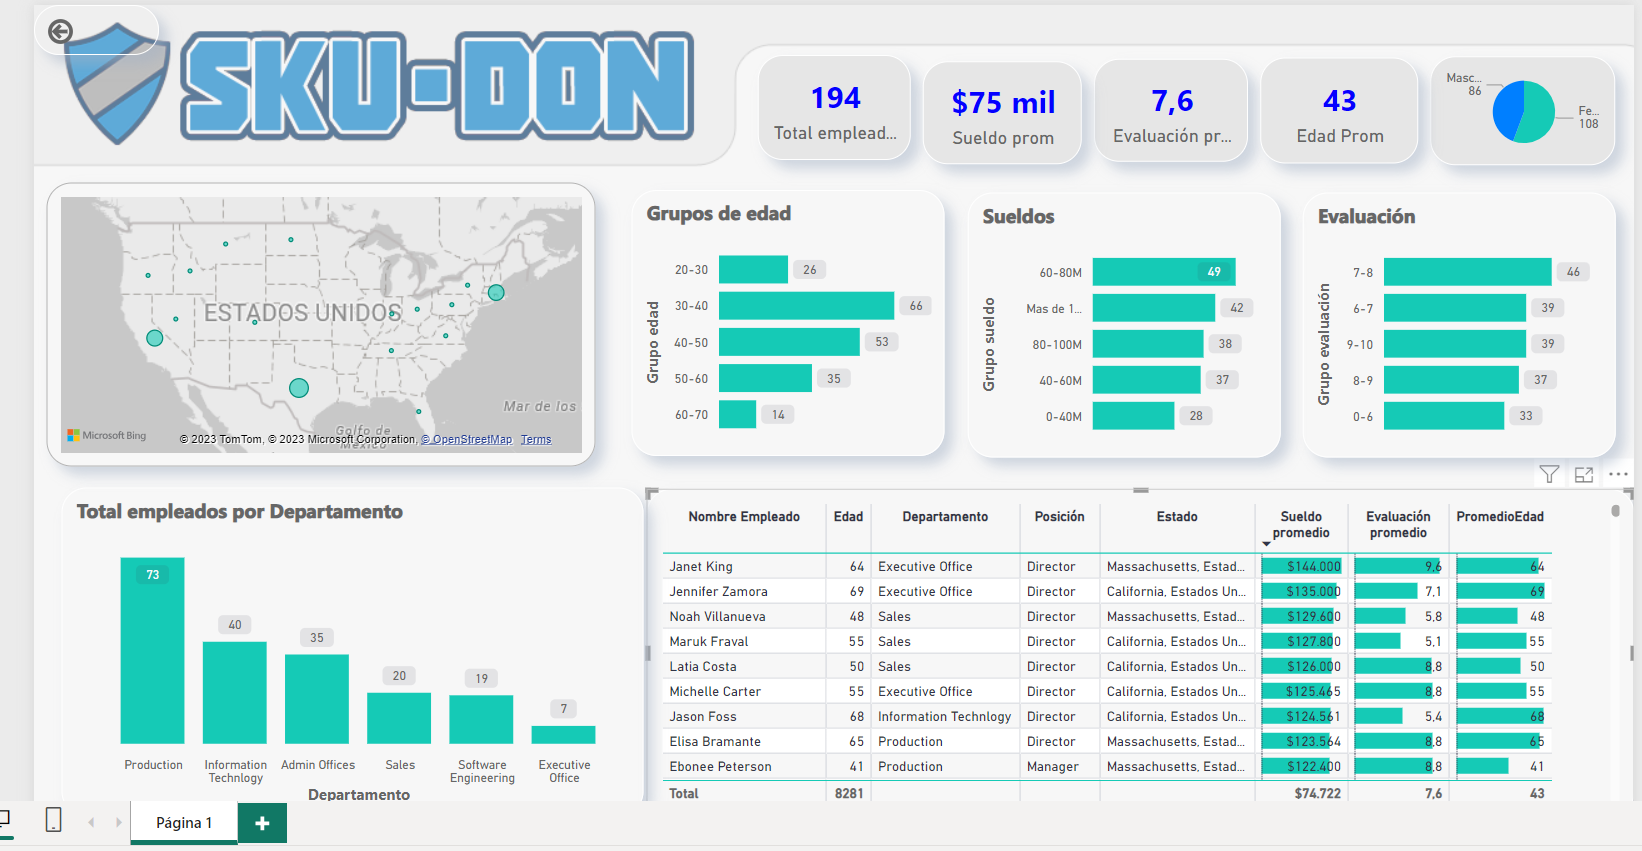 SKU-DON
194
Total emplead...
$75 mil
Sueldo prom
7,6
Evaluación pr...
43
Edad Prom
Masc...
86
Fe...
108
ESTADOS UNIDOS
Mar de los
Golfo de
México
Microsoft Bing
© 2023 TomTom, © 2023 Microsoft Corporation, © OpenStreetMap Terms
Grupos de edad
Grupo edad
20-30 26
30-40 66
40-50 53
50-60 35
60-70 14
Sueldos
Grupo sueldo
60-80M 49
Mas de 1... 42
80-100M 38
40-60M 37
0-40M 28
Evaluación
Grupo evaluación
7-8 46
6-7 39
9-10 39
8-9 37
0-6 33
Total empleados por Departamento
73 40 35 20 19 7
Production Information Admin Offices Sales Software Executive
Technlogy Engineering Office
Departamento
Nombre Empleado Edad Departamento Posición Estado Sueldo Evaluación PromedioEdad
promedio promedio
Janet King 64 Executive Office Director Massachusetts, Estad... $144.000 9,6 64
Jennifer Zamora 69 Executive Office Director California, Estados Un... $135.000 7,1 69
Noah Villanueva 48 Sales Director Massachusetts, Estad... $129.600 5,8 48
Maruk Fraval 55 Sales Director California, Estados Un... $127.800 5,1 55
Latia Costa 50 Sales Director California, Estados Un... $126.000 8,8 50
Michelle Carter 55 Executive Office Director California, Estados Un... $125.465 8,8 55
Jason Foss 68 Information Technlogy Director California, Estados Un... $124.561 5,4 68
Elisa Bramante 65 Production Director Massachusetts, Estad... $123.564 8,8 65
Ebonee Peterson 41 Production Manager Massachusetts, Estad... $122.400 8,8 41
Total 8281 $74.722 7,6 43
Página 1